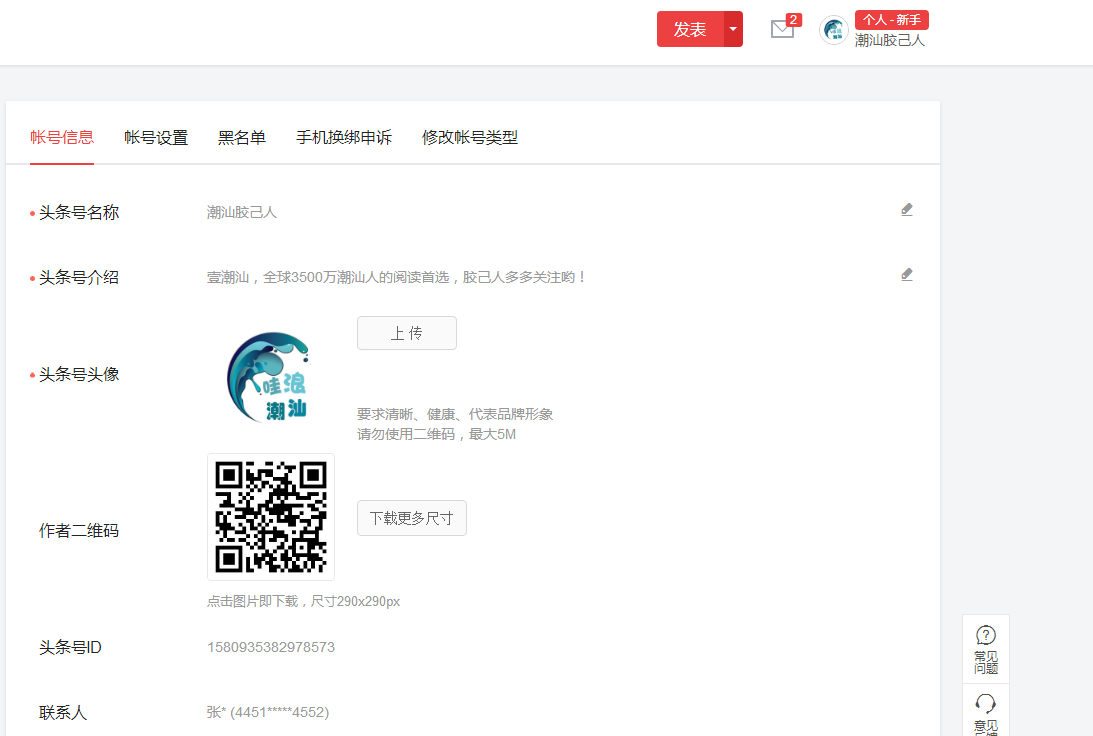 发表
2
个人 - 新手
潮汕胶己人
帐号信息 帐号设置 黑名单 手机换绑申诉 修改帐号类型
头条号名称 潮汕胶己人
头条号介绍 壹潮汕，全球3500万潮汕人的阅读首选，胶己人多多关注哟！
头条号头像
哇浪
潮汕
上 传
要求清晰、健康、代表品牌形象
请勿使用二维码，最大5M
作者二维码
下载更多尺寸
点击图片即下载，尺寸290x290px
头条号ID 1580935382978573
联系人 张* (4451*****4552)
常见
问题
意见